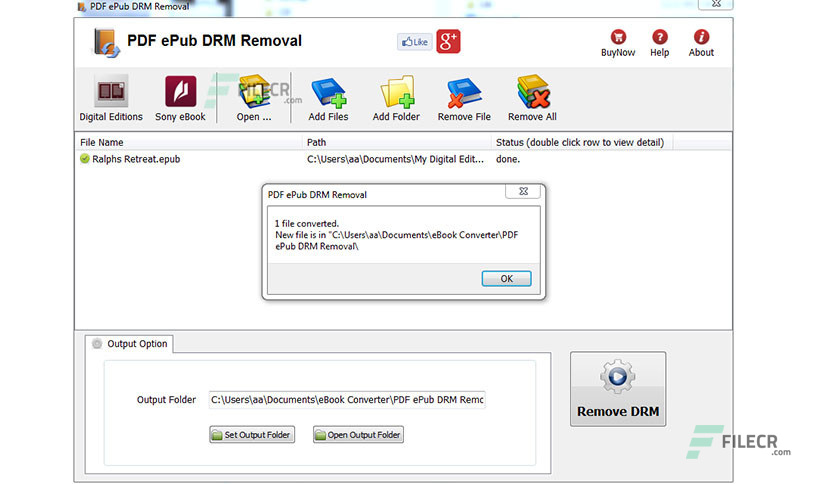 PDF ePub DRM Removal
PDF ePub DRM Removal
Like
g+
BuyNow
Help
About
Digital Editions
Sony eBook
Open ...
Add Files
Add Folder
Remove File
Remove All
FILECR
.com
File Name
Path
Status (double click row to view detail)
Ralphs Retreat.epub
C:\Users\aa\Documents\My Digital Edit...
done.
PDF ePub DRM Removal
1 file converted.
New file is in "C:\Users\aa\Documents\eBook Converter\PDF
ePub DRM Removal\
OK
Output Option
Output Folder
C:\Users\aa\Documents\eBook Converter\PDF ePub DRM Remo
Set Output Folder
Open Output Folder
Remove DRM
FILECR
.com